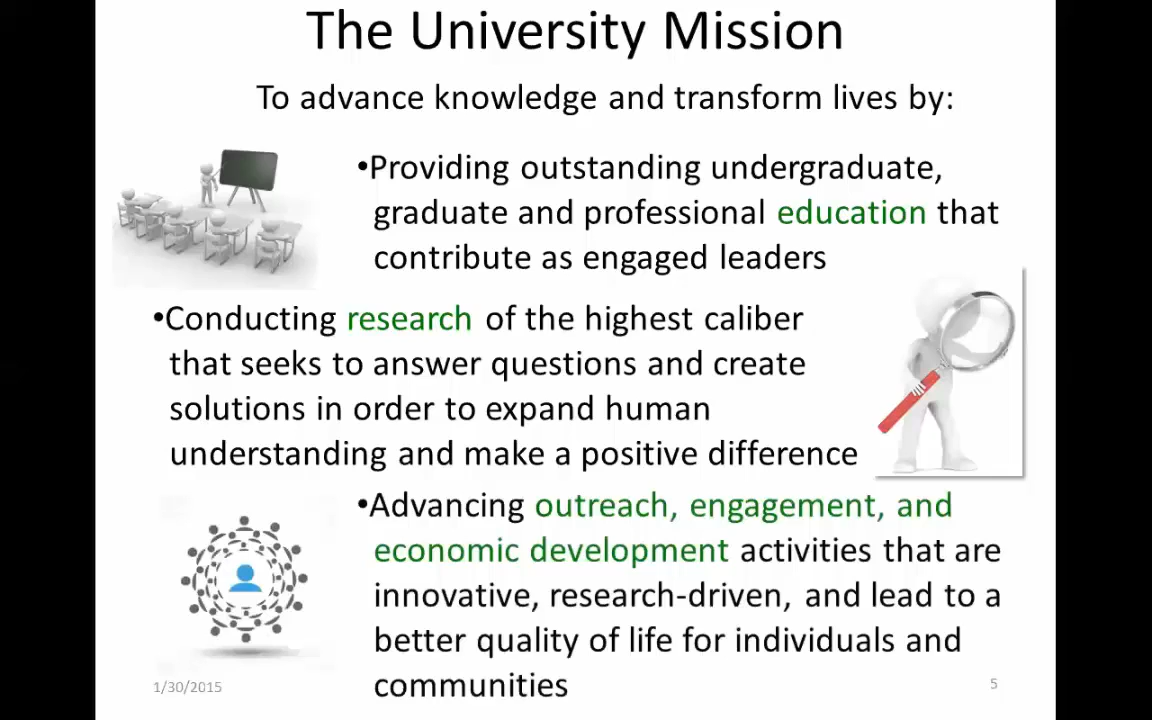 The University Mission
To advance knowledge and transform lives by:
•Providing outstanding undergraduate,
graduate and professional education that
contribute as engaged leaders
•Conducting research of the highest caliber
that seeks to answer questions and create
solutions in order to expand human
understanding and make a positive difference
•Advancing outreach, engagement, and
economic development activities that are
innovative, research-driven, and lead to a
better quality of life for individuals and
communities
1/30/2015
5